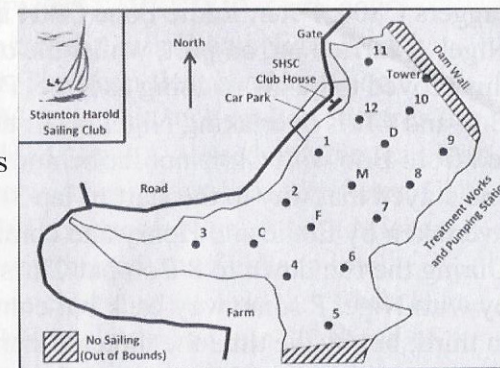 Staunton Harold
Sailing Club
North
Gate
SHSC
Club House
Car Park
Tower
Dam Wall
11
10
12
D
1
M
8
2
7
F
3
C
4
6
5
Road
Farm
Treatment Works
and Pumping Station
No Sailing
(Out of Bounds)